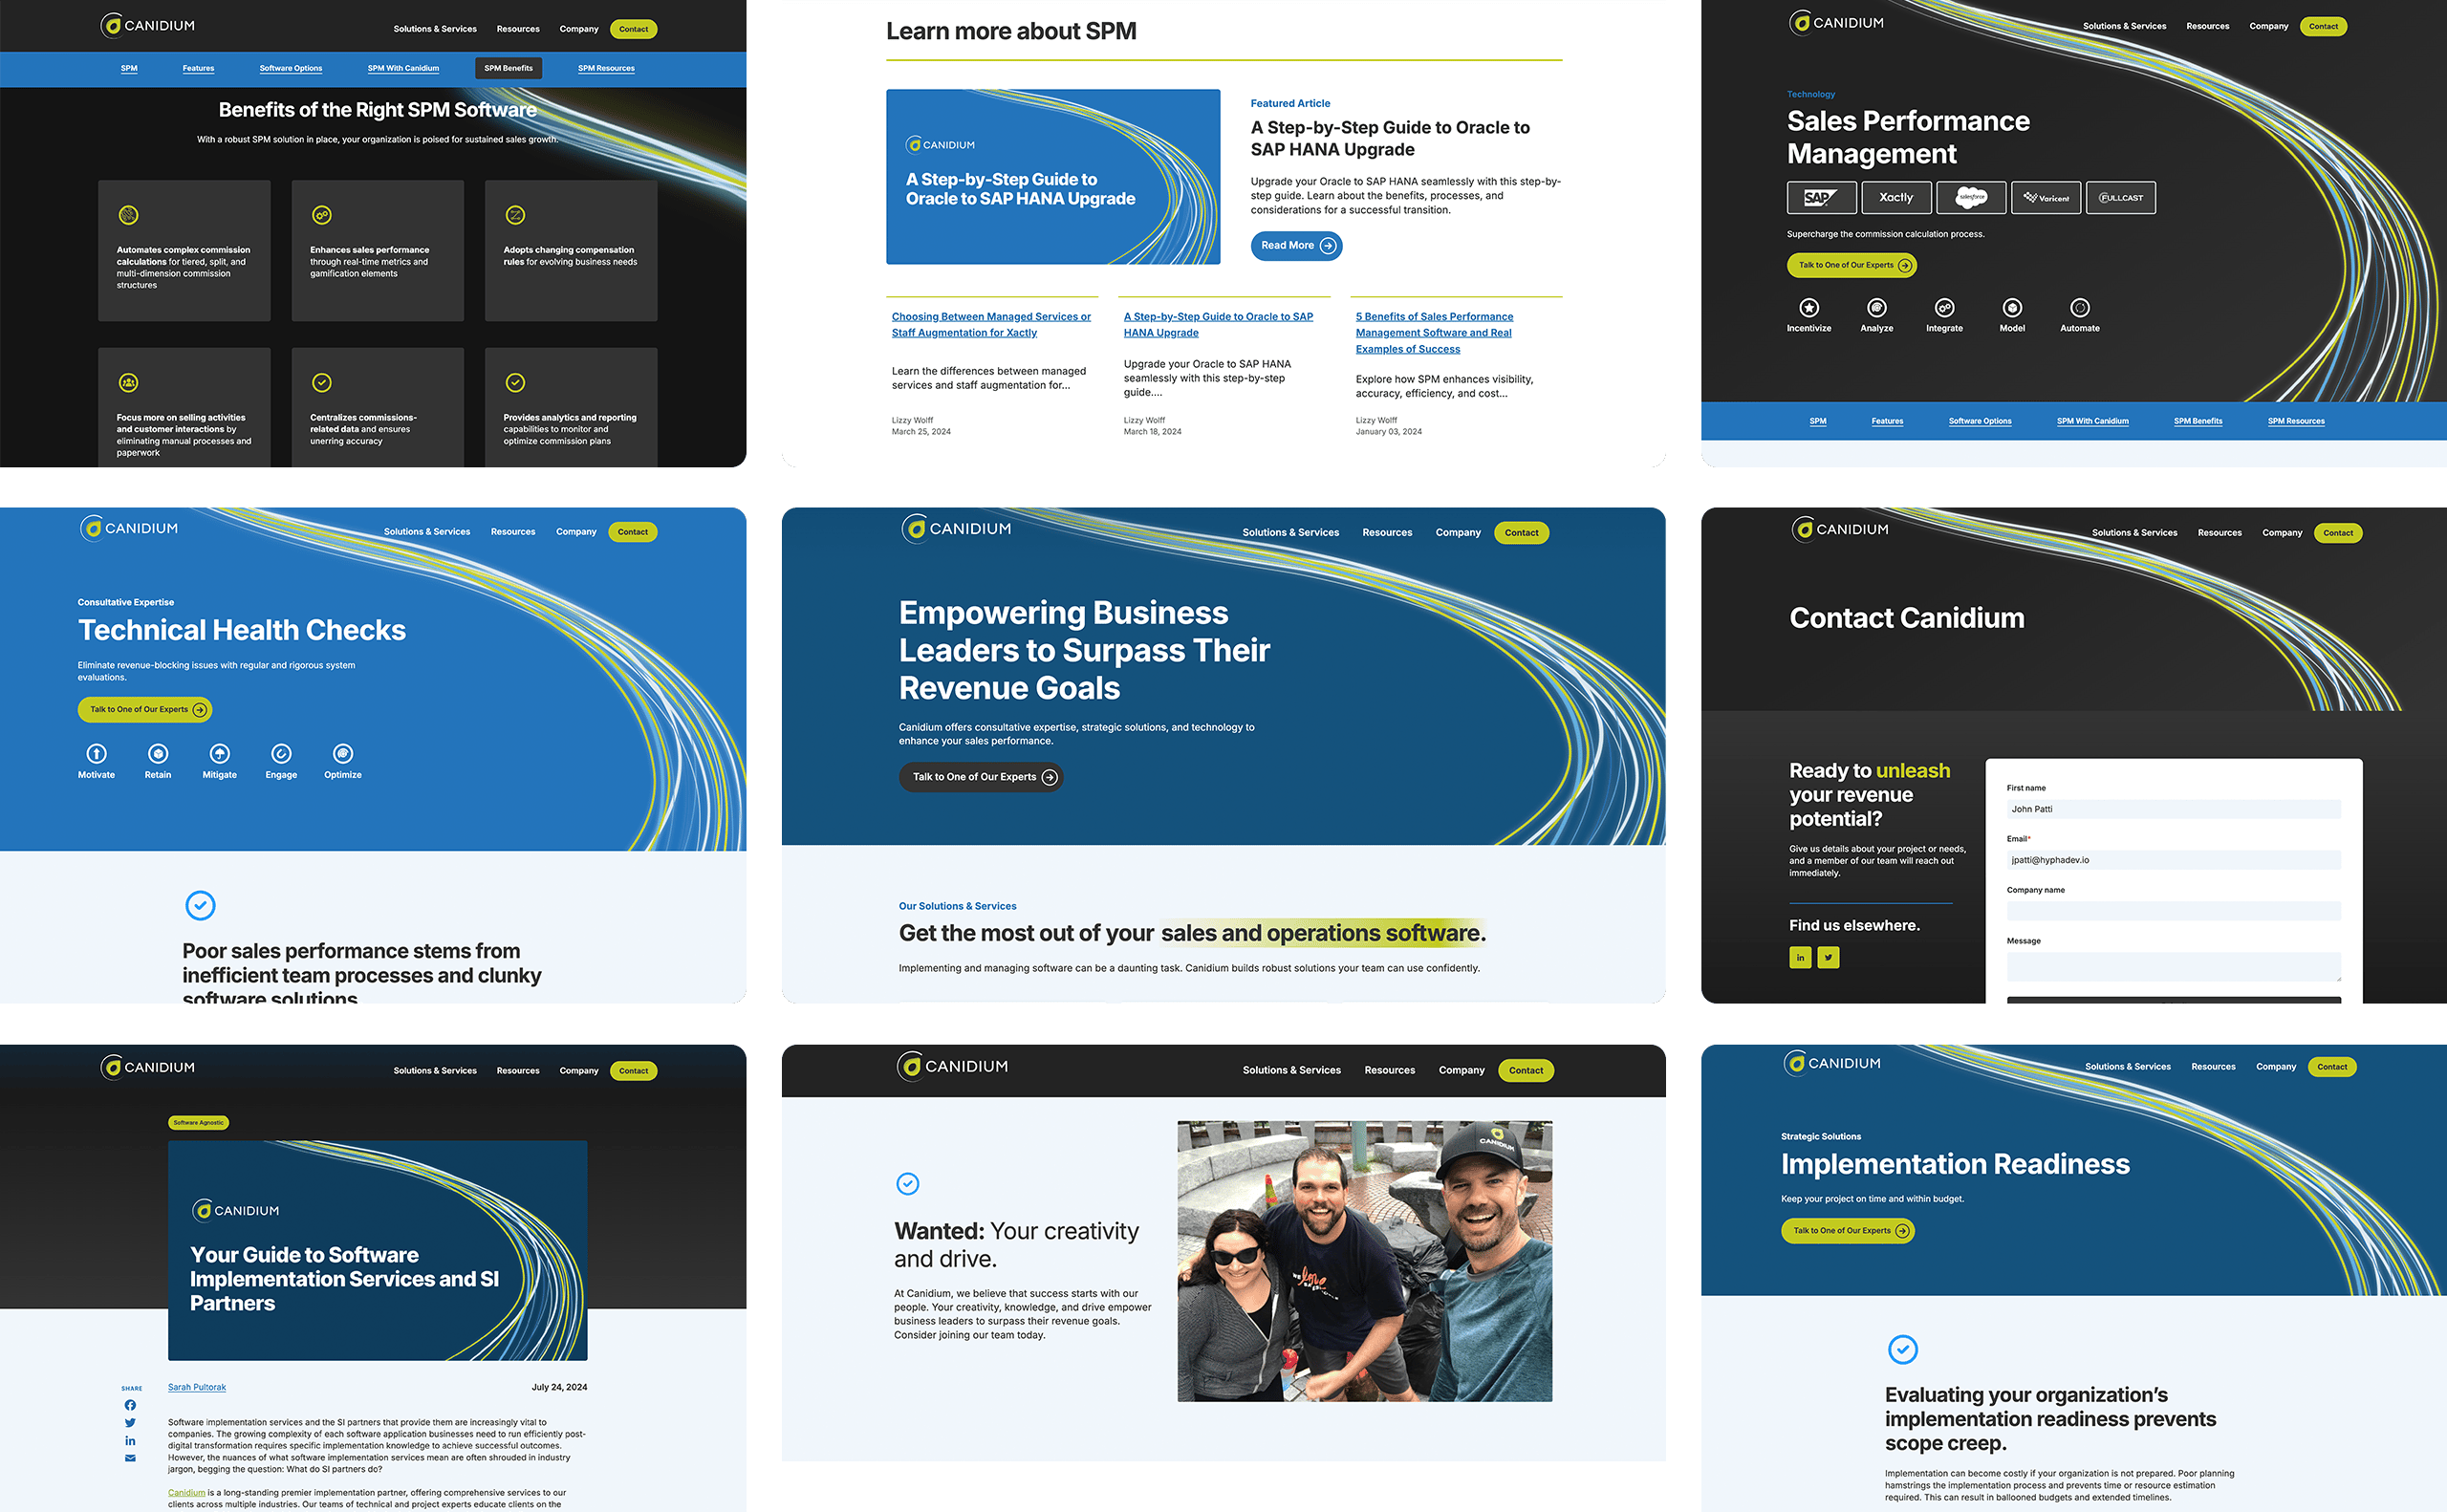 CANIDIUM
Solutions & Services Resources Company Contact
SPM Features Software Options SPM With Canidium SPM Benefits SPM Resources
Benefits of the Right SPM Software
With a robust SPM solution in place, your organization is poised for sustained sales growth.
Automates complex commission
calculations for tiered, split, and
multi-dimension commission
structures
Enhances sales performance
through real-time metrics and
gamification elements
Adopts changing compensation
rules for evolving business needs
Focus more on selling activities
and customer interactions by
eliminating manual processes and
paperwork
Centralizes commissions-
related data and ensures
unerring accuracy
Provides analytics and reporting
capabilities to monitor and
optimize commission plans
Learn more about SPM
CANIDIUM
A Step-by-Step Guide to
Oracle to SAP HANA Upgrade
Featured Article
A Step-by-Step Guide to Oracle to
SAP HANA Upgrade
Upgrade your Oracle to SAP HANA seamlessly with this step-by-
step guide. Learn about the benefits, processes, and
considerations for a successful transition.
Read More
Choosing Between Managed Services or
Staff Augmentation for Xactly
Learn the differences between managed
services and staff augmentation for...
Lizzy Wolff
March 25, 2024
A Step-by-Step Guide to Oracle to SAP
HANA Upgrade
Upgrade your Oracle to SAP HANA
seamlessly with this step-by-step
guide....
Lizzy Wolff
March 18, 2024
5 Benefits of Sales Performance
Management Software and Real
Examples of Success
Explore how SPM enhances visibility,
accuracy, efficiency, and cost...
Lizzy Wolff
January 03, 2024
CANIDIUM
Solutions & Services Resources Company Contact
Technology
Sales Performance
Management
SAP Xactly salesforce Varicent FULLCAST
Supercharge the commission calculation process.
Talk to One of Our Experts
Incentivize Analyze Integrate Model Automate
SPM Features Software Options SPM With Canidium SPM Benefits SPM Resources
CANIDIUM
Solutions & Services Resources Company Contact
Consultative Expertise
Technical Health Checks
Eliminate revenue-blocking issues with regular and rigorous system
evaluations.
Talk to One of Our Experts
Motivate Retain Mitigate Engage Optimize
Poor sales performance stems from
inefficient team processes and clunky
software solutions
CANIDIUM
Solutions & Services Resources Company Contact
Empowering Business
Leaders to Surpass Their
Revenue Goals
Canidium offers consultative expertise, strategic solutions, and technology to
enhance your sales performance.
Talk to One of Our Experts
Our Solutions & Services
Get the most out of your sales and operations software.
Implementing and managing software can be a daunting task. Canidium builds robust solutions your team can use confidently.
CANIDIUM
Solutions & Services Resources Company Contact
Contact Canidium
Ready to unleash
your revenue
potential?
Give us details about your project or needs,
and a member of our team will reach out
immediately.
Find us elsewhere.
in
First name
John Patti
Email*
jpatti@hyphadev.io
Company name
Message
CANIDIUM
Solutions & Services Resources Company Contact
Software Agnostic
CANIDIUM
Your Guide to Software
Implementation Services and SI
Partners
SHARE
in
Sarah Pultorak July 24, 2024
Software implementation services and the SI partners that provide them are increasingly vital to
companies. The growing complexity of each software application businesses need to run efficiently post-
digital transformation requires specific implementation knowledge to achieve successful outcomes.
However, the nuances of what software implementation services mean are often shrouded in industry
jargon, begging the question: What do SI partners do?
Canidium is a long-standing premier implementation partner, offering comprehensive services to our
clients across multiple industries. Our teams of technical and project experts educate clients on the
CANIDIUM
Solutions & Services Resources Company Contact
Wanted: Your creativity
and drive.
At Canidium, we believe that success starts with our
people. Your creativity, knowledge, and drive empower
business leaders to surpass their revenue goals.
Consider joining our team today.
CANIDIUM
WE
love
CANIDIUM
Solutions & Services Resources Company Contact
Strategic Solutions
Implementation Readiness
Keep your project on time and within budget.
Talk to One of Our Experts
Evaluating your organization's
implementation readiness prevents
scope creep.
Implementation can become costly if your organization is not prepared. Poor planning
hamstrings the implementation process and prevents time or resource estimation
required. This can result in ballooned budgets and extended timelines.